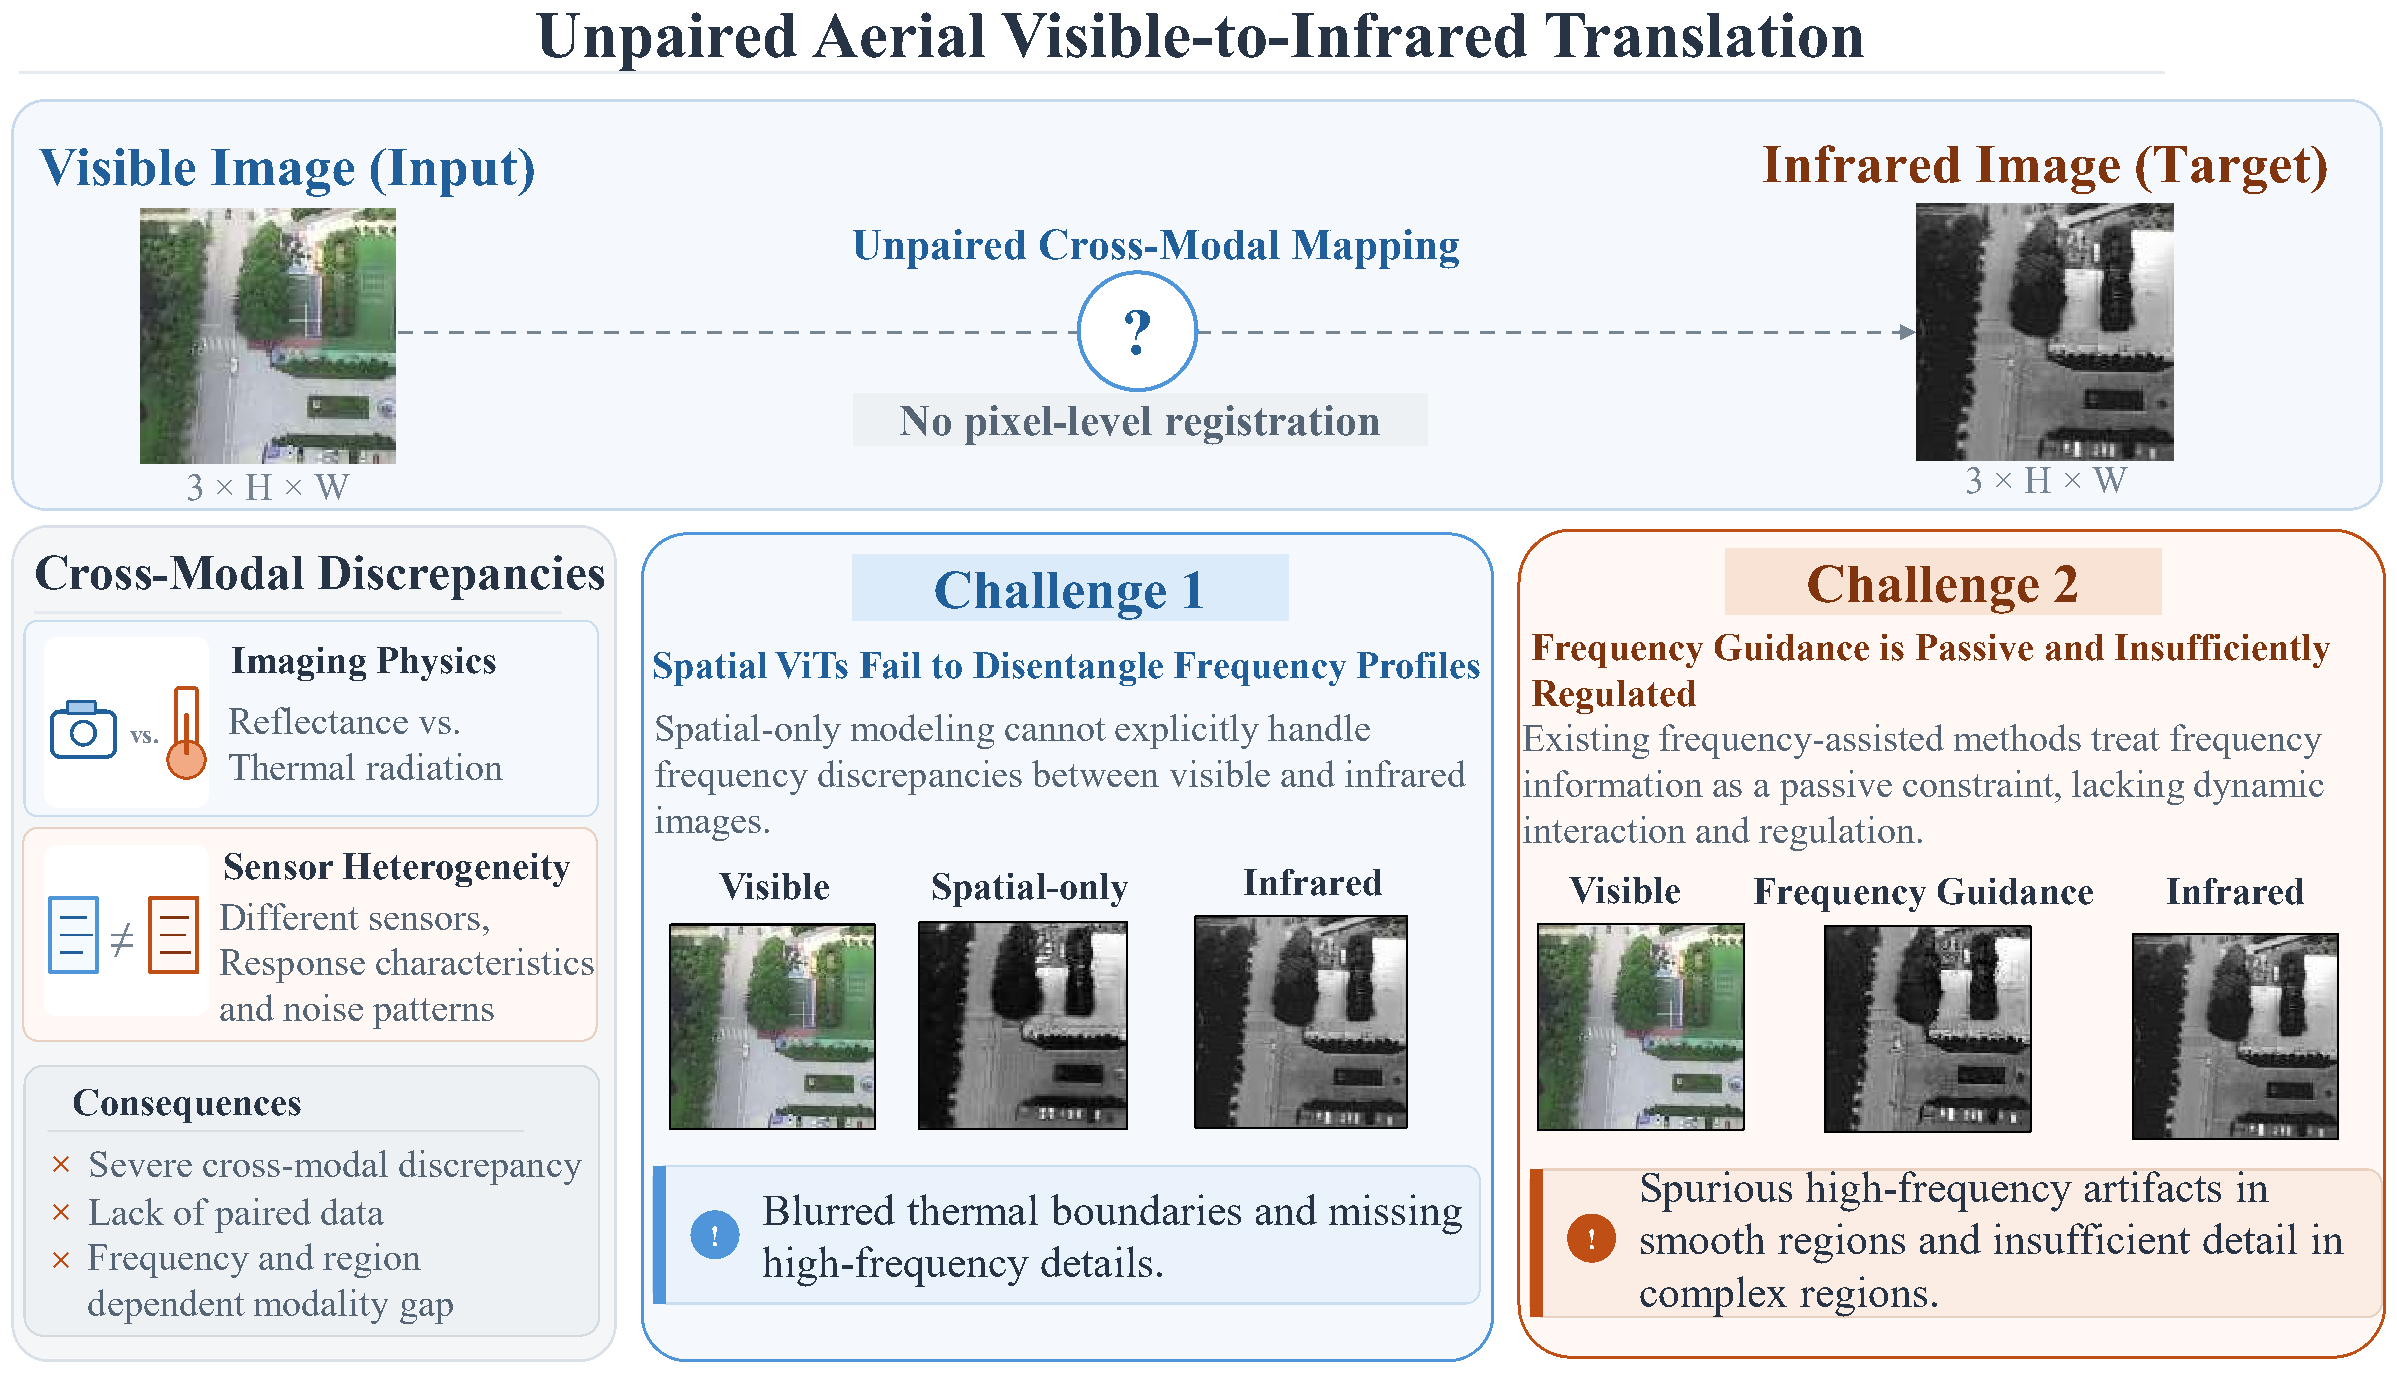 Unpaired Aerial Visible-to-Infrared Translation
Visible Image (Input)
3 × H × W
Unpaired Cross-Modal Mapping
?
No pixel-level registration
Infrared Image (Target)
3 × H × W
Cross-Modal Discrepancies
vs.
Imaging Physics
Reflectance vs.
Thermal radiation
≠
Sensor Heterogeneity
Different sensors,
Response characteristics
and noise patterns
Consequences
× Severe cross-modal discrepancy
× Lack of paired data
× Frequency and region
dependent modality gap
Challenge 1
Spatial ViTs Fail to Disentangle Frequency Profiles
Spatial-only modeling cannot explicitly handle
frequency discrepancies between visible and infrared
images.
Visible
Spatial-only
Infrared
!
Blurred thermal boundaries and missing
high-frequency details.
Challenge 2
Frequency Guidance is Passive and Insufficiently
Regulated
Existing frequency-assisted methods treat frequency
information as a passive constraint, lacking dynamic
interaction and regulation.
Visible
Frequency Guidance
Infrared
!
Spurious high-frequency artifacts in
smooth regions and insufficient detail in
complex regions.